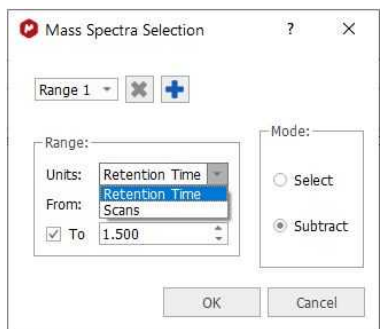 Mass Spectra Selection ? ×
Range 1
Range:
Units: Retention Time
Retention Time
Scans
From:
To 1.500
Mode:
Select
Subtract
OK Cancel